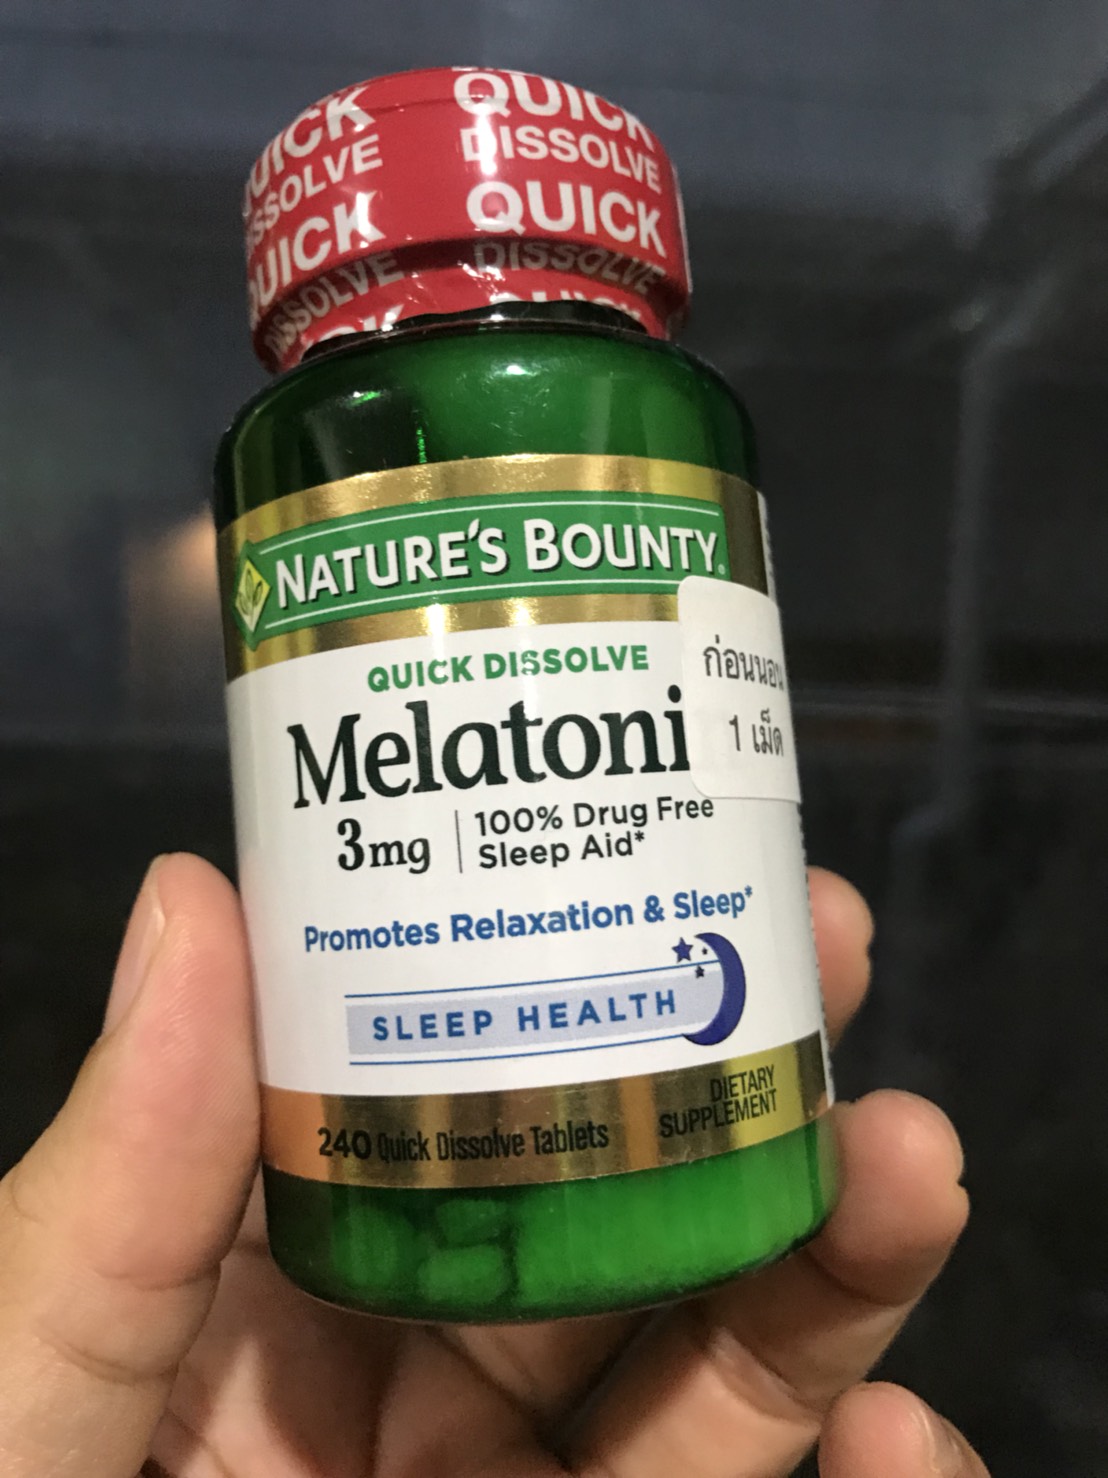 QUICK
DISSOLVE
QUICK
DISSOLVE
QUICK
DISSOLVE
NATURE'S BOUNTY
QUICK DISSOLVE
Melatoni
3mg
100% Drug Free
Sleep Aid*
ก่อนนอน
1 เม็ด
Promotes Relaxation & Sleep*
SLEEP HEALTH
DIETARY
SUPPLEMENT
240 Quick Dissolve Tablets